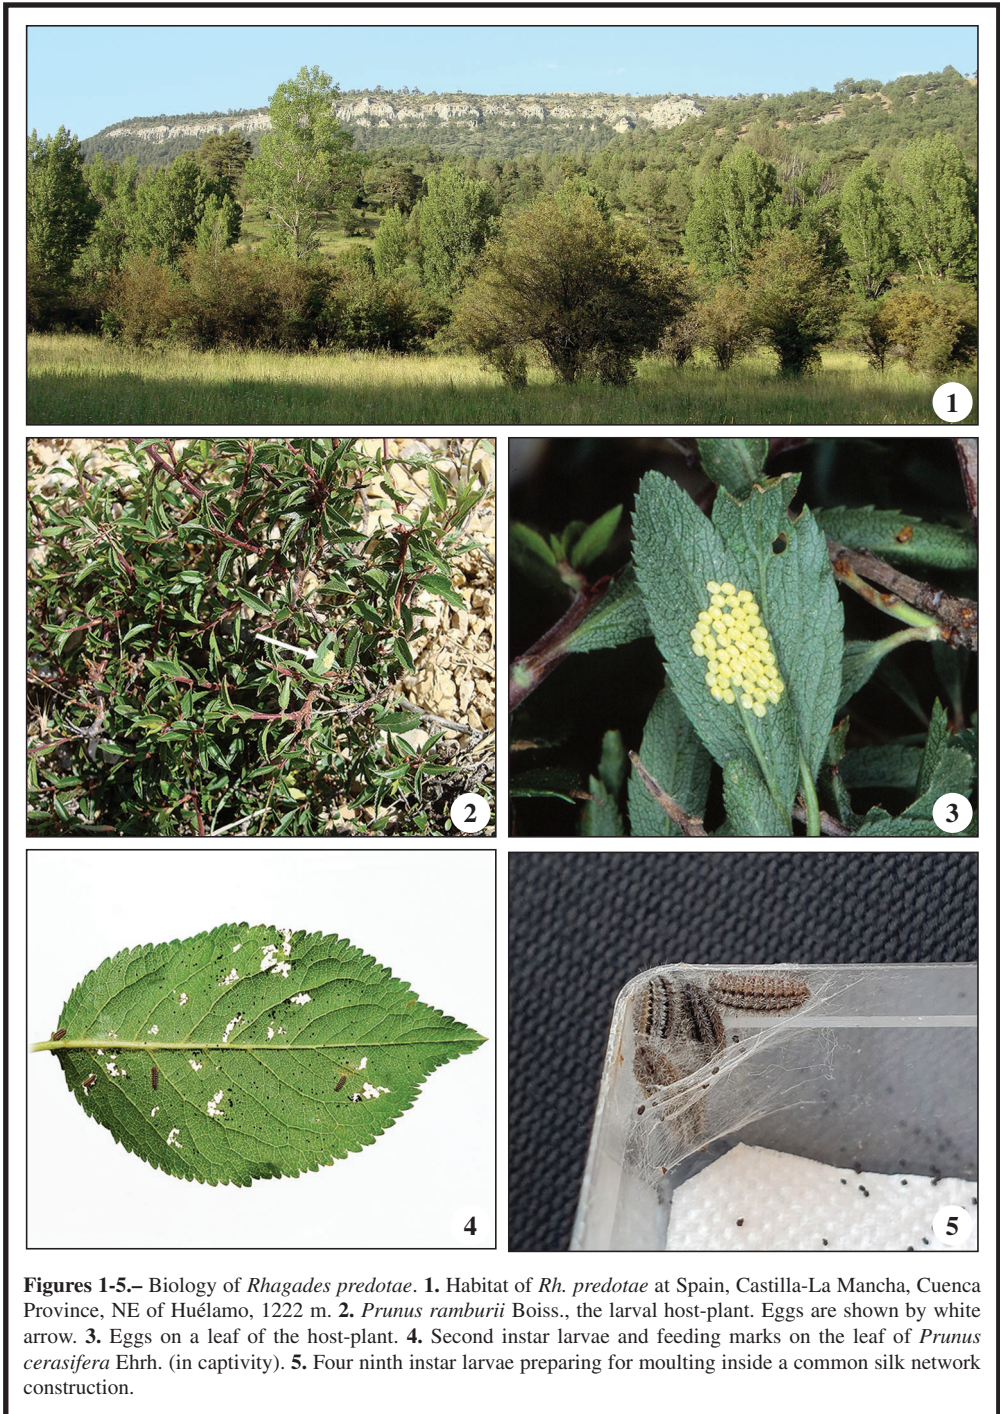 1
2
3
4
5
Figures 1-5.– Biology of Rhagades predotae. 1. Habitat of Rh. predotae at Spain, Castilla-La Mancha, Cuenca
Province, NE of Huélamo, 1222 m. 2. Prunus ramburii Boiss., the larval host-plant. Eggs are shown by white
arrow. 3. Eggs on a leaf of the host-plant. 4. Second instar larvae and feeding marks on the leaf of Prunus
cerasifera Ehrh. (in captivity). 5. Four ninth instar larvae preparing for moulting inside a common silk network
construction.